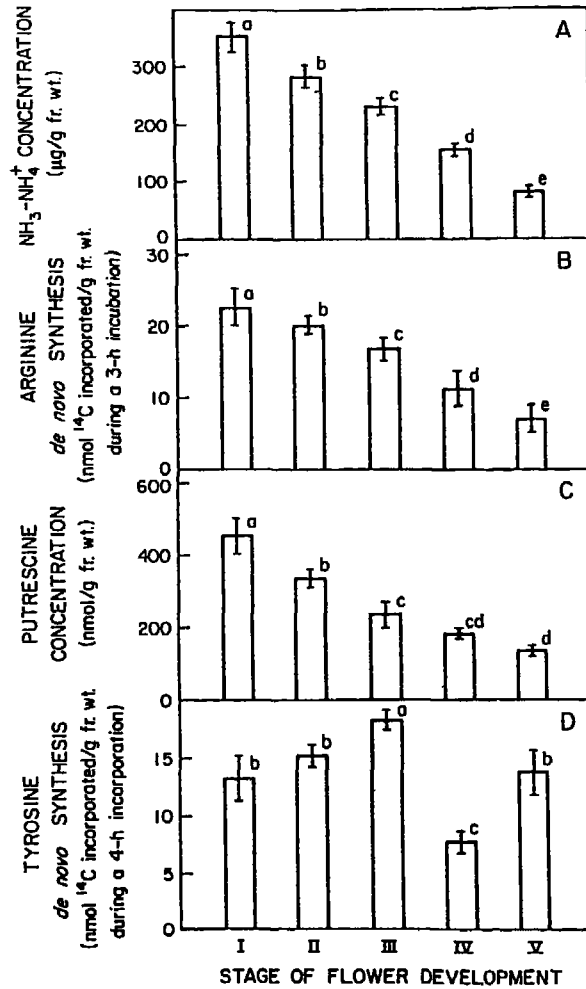 NH₃-NH₄⁺ CONCENTRATION
(μg/g fr. wt.)
A
300
200
100
0
a
b
c
d
e
ARGININE
de novo SYNTHESIS
(nmol ¹⁴C incorporated/g fr. wt.
during a 3-h incubation)
B
30
20
10
0
a
b
c
d
e
PUTRESCINE
CONCENTRATION
(nmol/g fr. wt.)
C
600
400
200
0
a
b
c
cd
d
TYROSINE
de novo SYNTHESIS
(nmol ¹⁴C incorporated/g fr. wt.
during a 4-h incorporation)
D
15
10
5
0
b
b
a
c
b
I II III IV V
STAGE OF FLOWER DEVELOPMENT